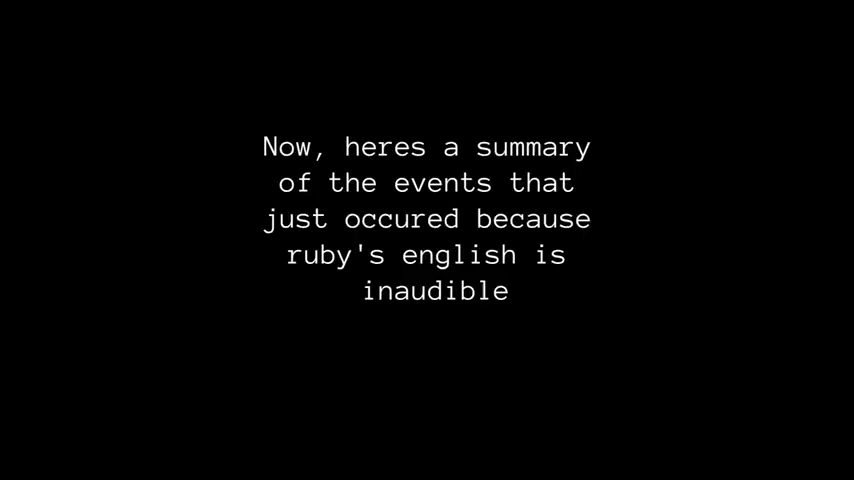 Now, heres a summary
of the events that
just occured because
ruby's english is
inaudible